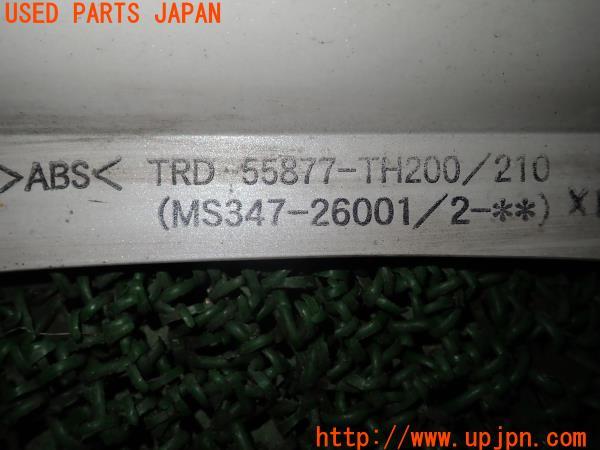 USED PARTS JAPAN
>ABS< TRD 55877-TH200/210
(MS347-26001/2-**) X
http://www.upjpn.com/